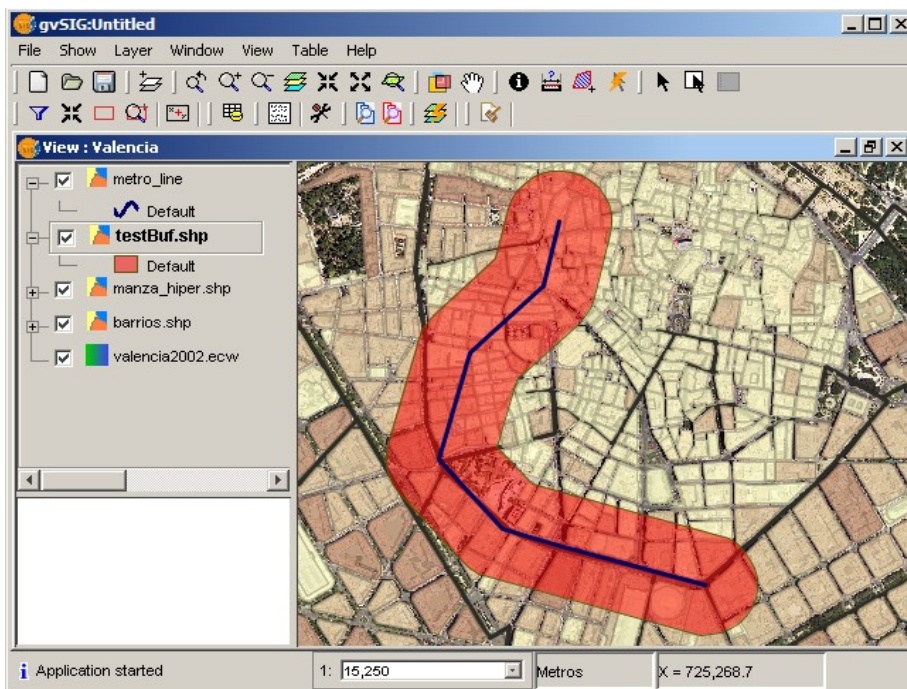 gvSIG:Untitled
File Show Layer Window View Table Help
View : Valencia
metro_line
Default
testBuf.shp
Default
manza_hiper.shp
barrios.shp
valencia2002.ecw
Application started
1: 15,250
Metros
X = 725,268.7